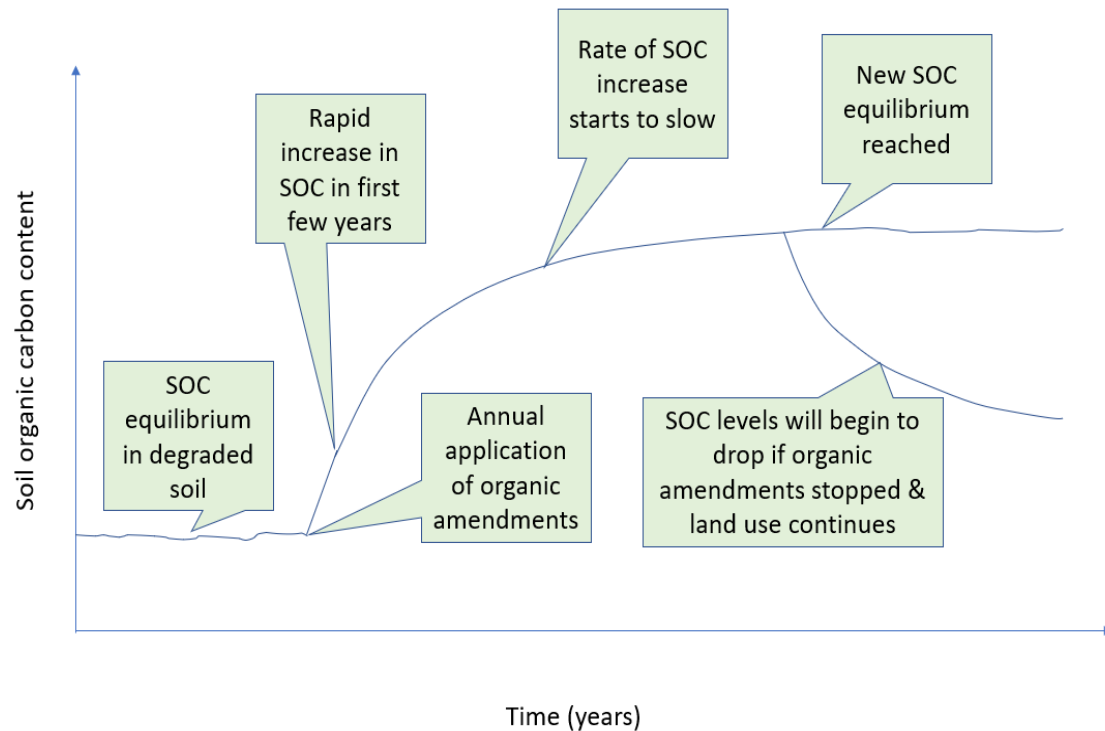 Soil organic carbon content
SOC
equilibrium
in degraded
soil
Rapid
increase in
SOC in first
few years
Annual
application
of organic
amendments
Rate of SOC
increase
starts to slow
New SOC
equilibrium
reached
SOC levels will begin to
drop if organic
amendments stopped &
land use continues
Time (years)